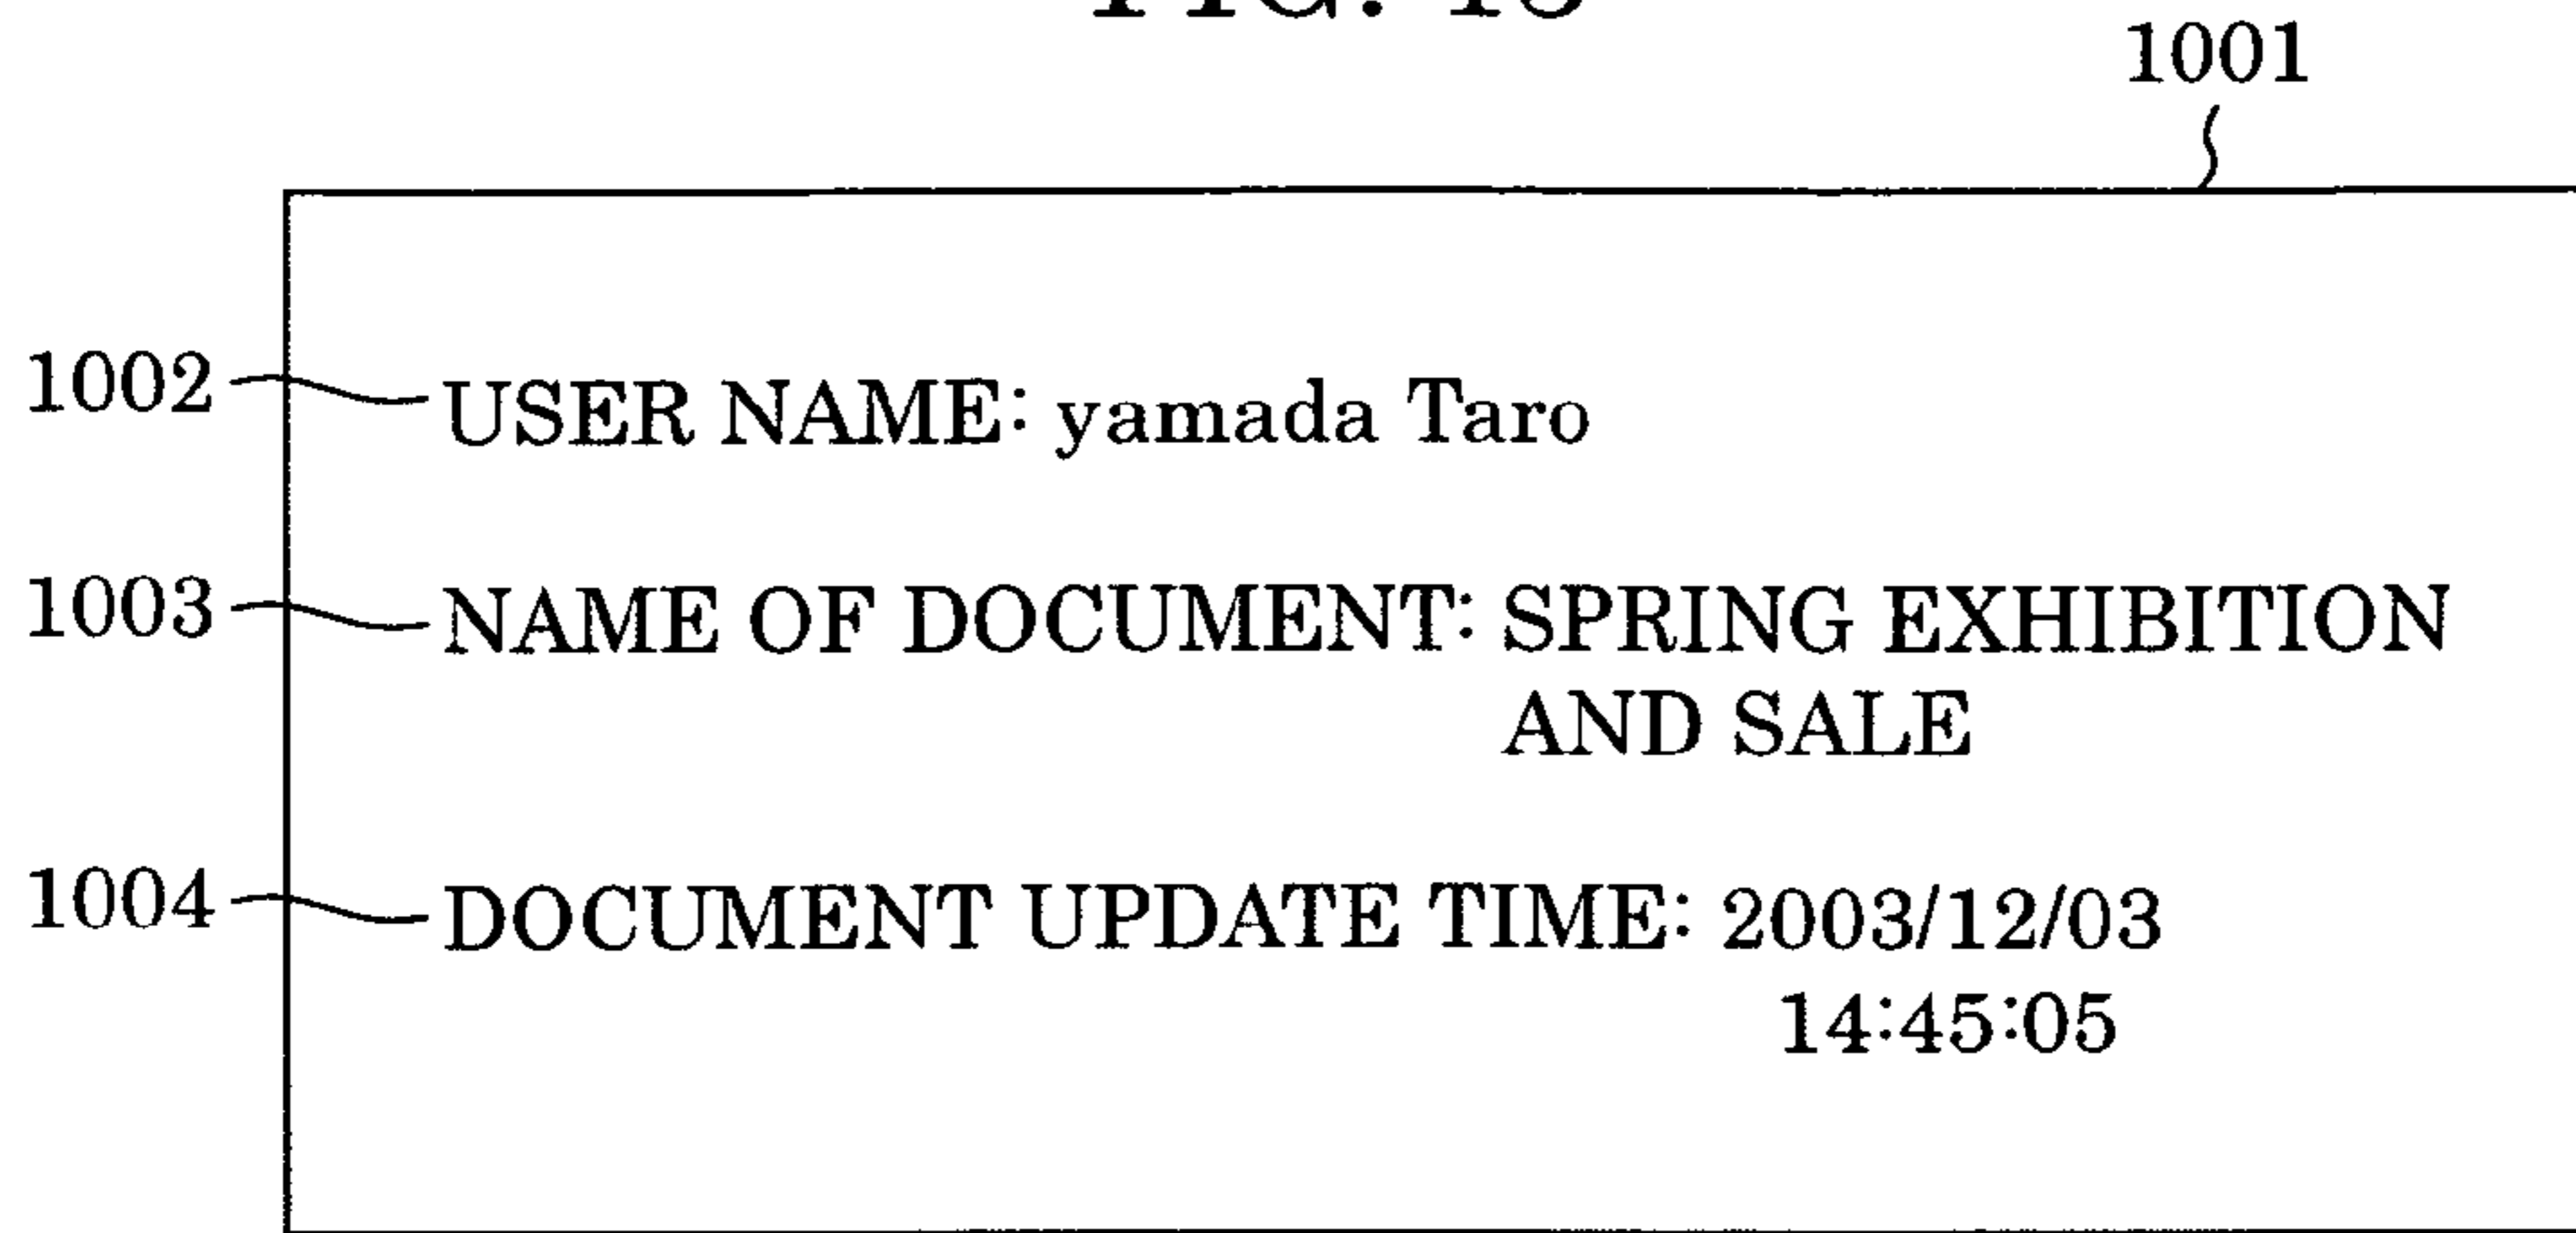 1001
1002 USER NAME: yamada Taro
1003 NAME OF DOCUMENT: SPRING EXHIBITION
AND SALE
1004 DOCUMENT UPDATE TIME: 2003/12/03
14:45:05